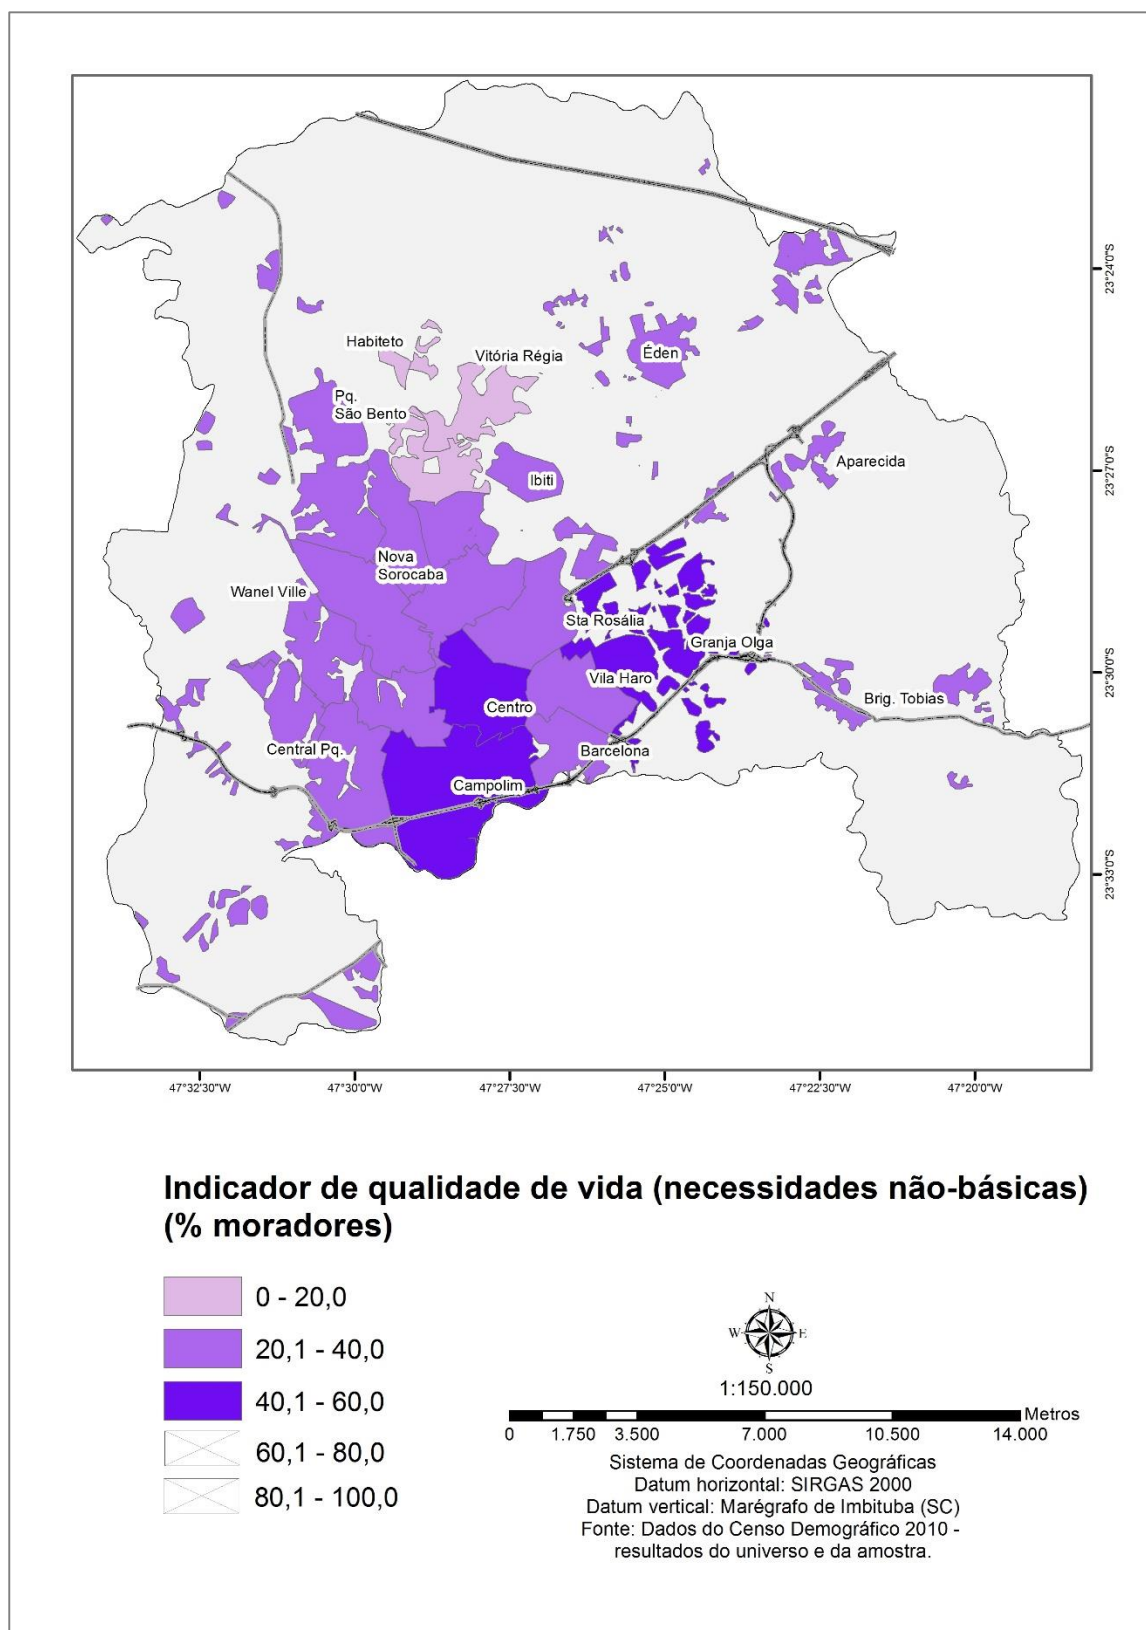 Habiteto
Vitória Régia
Éden
Pq.
São Bento
Aparecida
Ibiti
Nova
Sorocaba
Wanel Ville
Sta Rosália
Granja Olga
Vila Haro
Brig. Tobias
Centro
Central Pq.
Barcelona
Campolim
23°24'0"S
23°27'0"S
23°30'0"S
23°33'0"S
47°32'30"W
47°30'0"W
47°27'30"W
47°25'0"W
47°22'30"W
47°20'0"W
Indicador de qualidade de vida (necessidades não-básicas)
(% moradores)
0 - 20,0
20,1 - 40,0
40,1 - 60,0
60,1 - 80,0
80,1 - 100,0
N
W E
S
1:150.000
Metros
0 1.750 3.500 7.000 10.500 14.000
Sistema de Coordenadas Geográficas
Datum horizontal: SIRGAS 2000
Datum vertical: Marégrafo de Imbituba (SC)
Fonte: Dados do Censo Demográfico 2010 -
resultados do universo e da amostra.